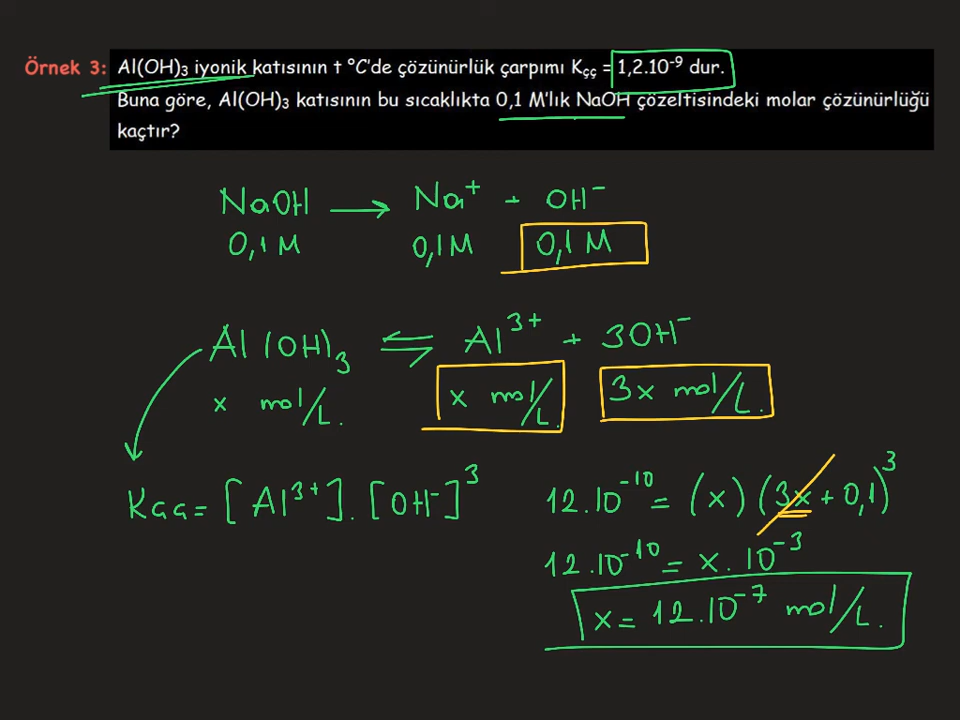 Örnek 3: Al(OH)₃ iyonik katısının t °C'de çözünürlük çarpımı Kçç = 1,2.10⁻⁹ dur.
Buna göre, Al(OH)₃ katısının bu sıcaklıkta 0,1 M'lık NaOH çözeltisindeki molar çözünürlüğü
kaçtır?
NaOH → Na⁺ + OH⁻
0,1 M 0,1 M 0,1 M
Al(OH)₃ ⇌ Al³⁺ + 3OH⁻
x mol/L. x mol/L. 3x mol/L.
Kçç = [Al³⁺].[OH⁻]³
12.10⁻¹⁰ = (x)(3x + 0,1)³
12.10⁻¹⁰ = x.10⁻³
x = 12.10⁻⁷ mol/L.